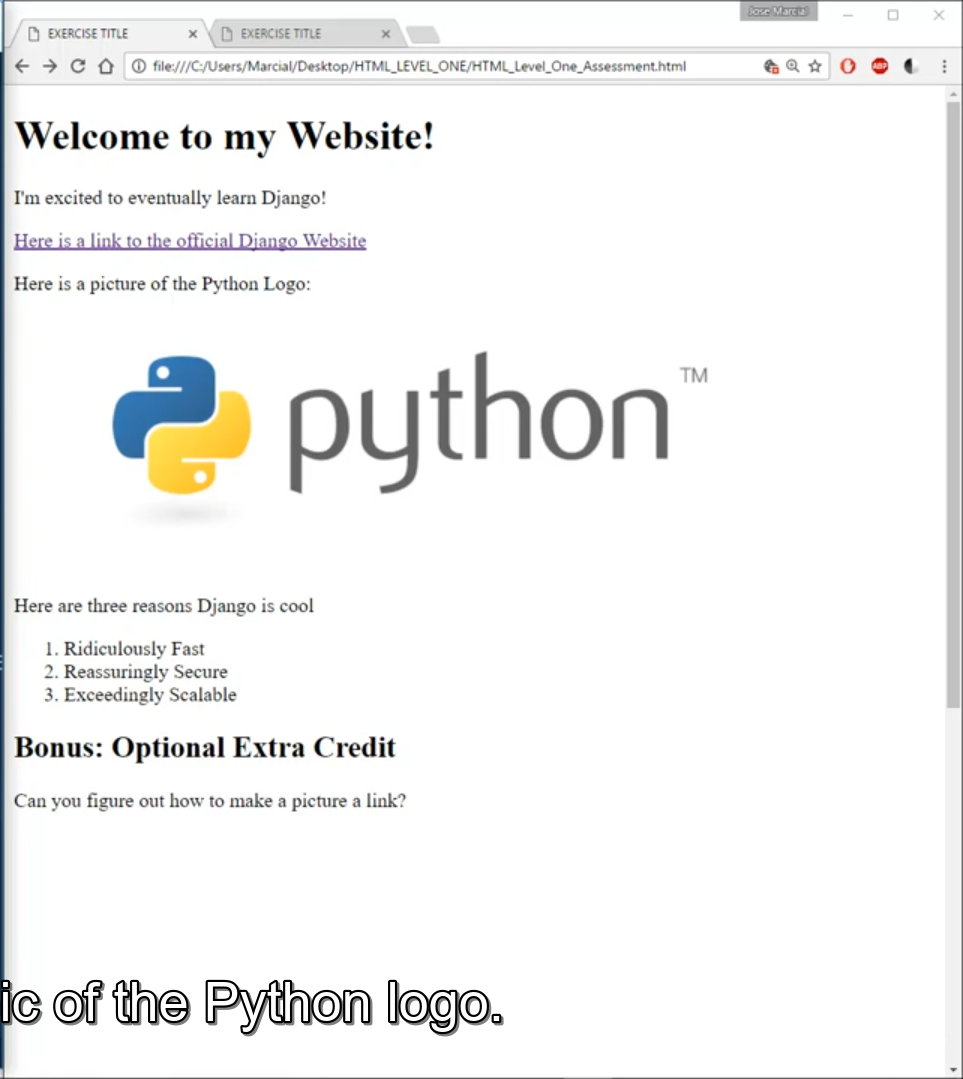 Jose Marcial
EXERCISE TITLE
EXERCISE TITLE
file:///C:/Users/Marcial/Desktop/HTML_LEVEL_ONE/HTML_Level_One_Assessment.html
ABP
Welcome to my Website!
I'm excited to eventually learn Django!
Here is a link to the official Django Website
Here is a picture of the Python Logo:
python TM
Here are three reasons Django is cool
1. Ridiculously Fast
2. Reassuringly Secure
3. Exceedingly Scalable
Bonus: Optional Extra Credit
Can you figure out how to make a picture a link?
ic of the Python logo.